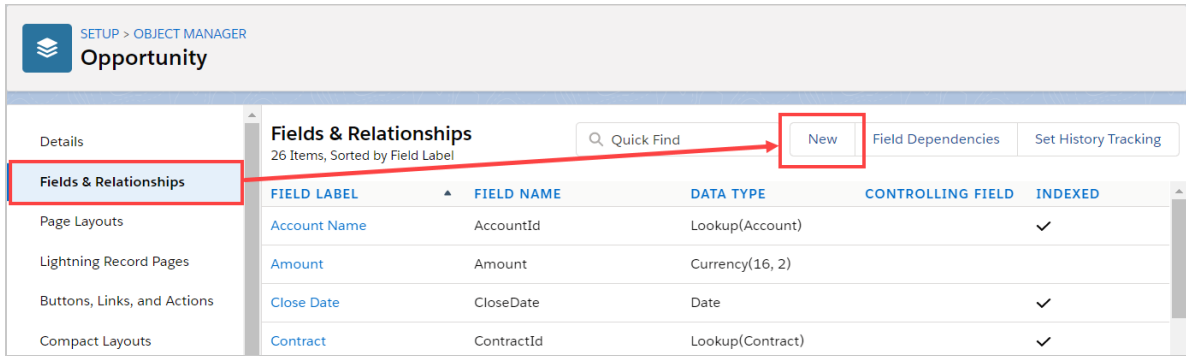 SETUP > OBJECT MANAGER
Opportunity
Details
Fields & Relationships
Page Layouts
Lightning Record Pages
Buttons, Links, and Actions
Compact Layouts
Fields & Relationships
26 Items, Sorted by Field Label
Quick Find
New
Field Dependencies
Set History Tracking
FIELD LABEL FIELD NAME DATA TYPE CONTROLLING FIELD INDEXED
Account Name AccountId Lookup(Account)
Amount Amount Currency(16, 2)
Close Date CloseDate Date
Contract ContractId Lookup(Contract)